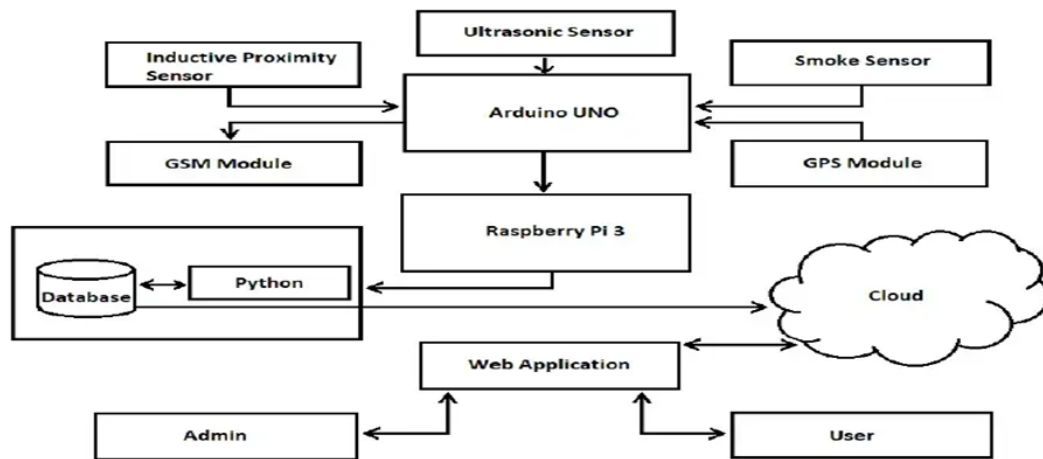 Ultrasonic Sensor
Inductive Proximity
Sensor
Smoke Sensor
Arduino UNO
GSM Module
GPS Module
Raspberry Pi 3
Python
Database
Cloud
Web Application
Admin
User